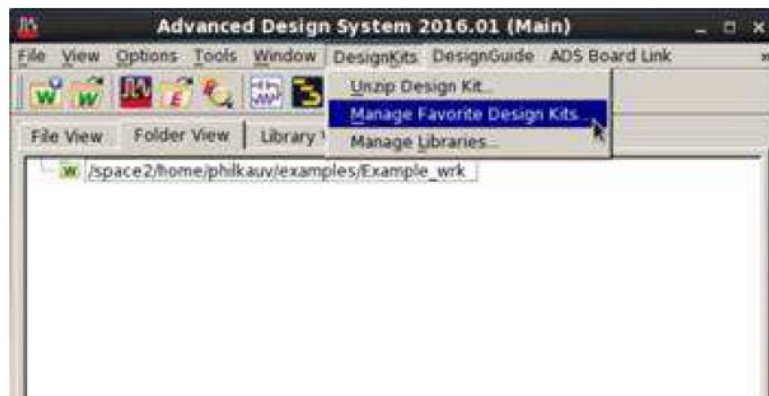 Advanced Design System 2016.01 (Main)
File View Options Tools Window DesignKits DesignGuide ADS Board Link »
Unzip Design Kit...
Manage Favorite Design Kits...
Manage Libraries...
File View Folder View Library
/space2/home/philkauv/examples/Example_wrk